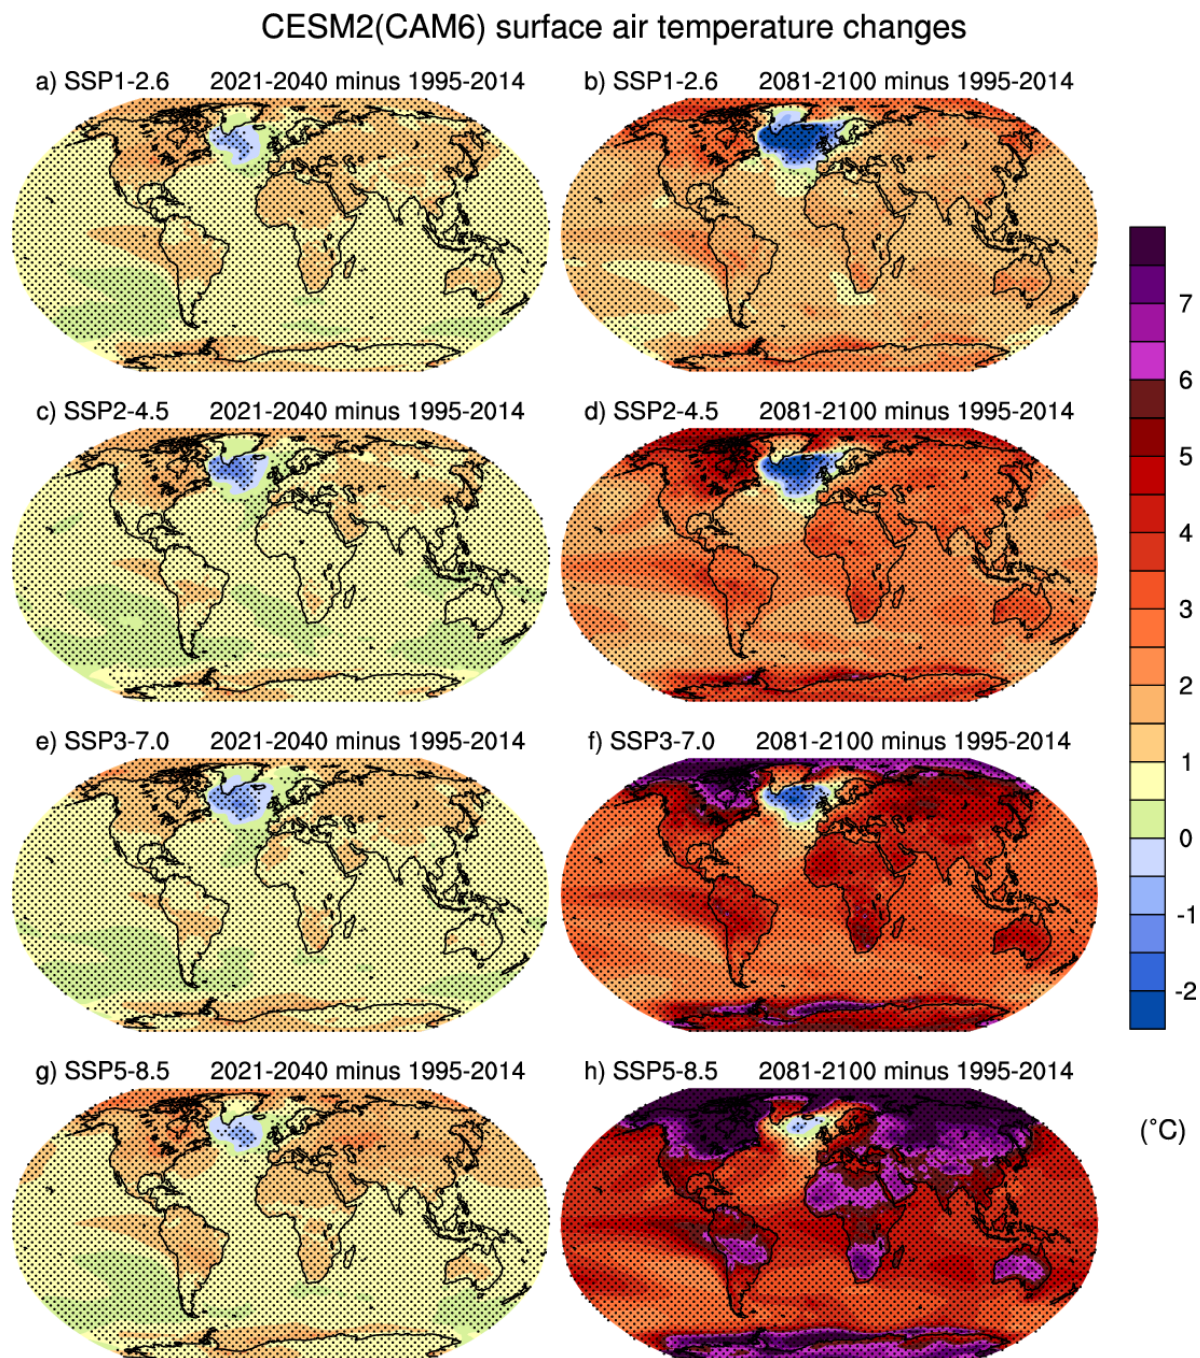 CESM2(CAM6) surface air temperature changes
a) SSP1-2.6 2021-2040 minus 1995-2014
b) SSP1-2.6 2081-2100 minus 1995-2014
c) SSP2-4.5 2021-2040 minus 1995-2014
d) SSP2-4.5 2081-2100 minus 1995-2014
e) SSP3-7.0 2021-2040 minus 1995-2014
f) SSP3-7.0 2081-2100 minus 1995-2014
g) SSP5-8.5 2021-2040 minus 1995-2014
h) SSP5-8.5 2081-2100 minus 1995-2014
7
6
5
4
3
2
1
0
-1
-2
(°C)